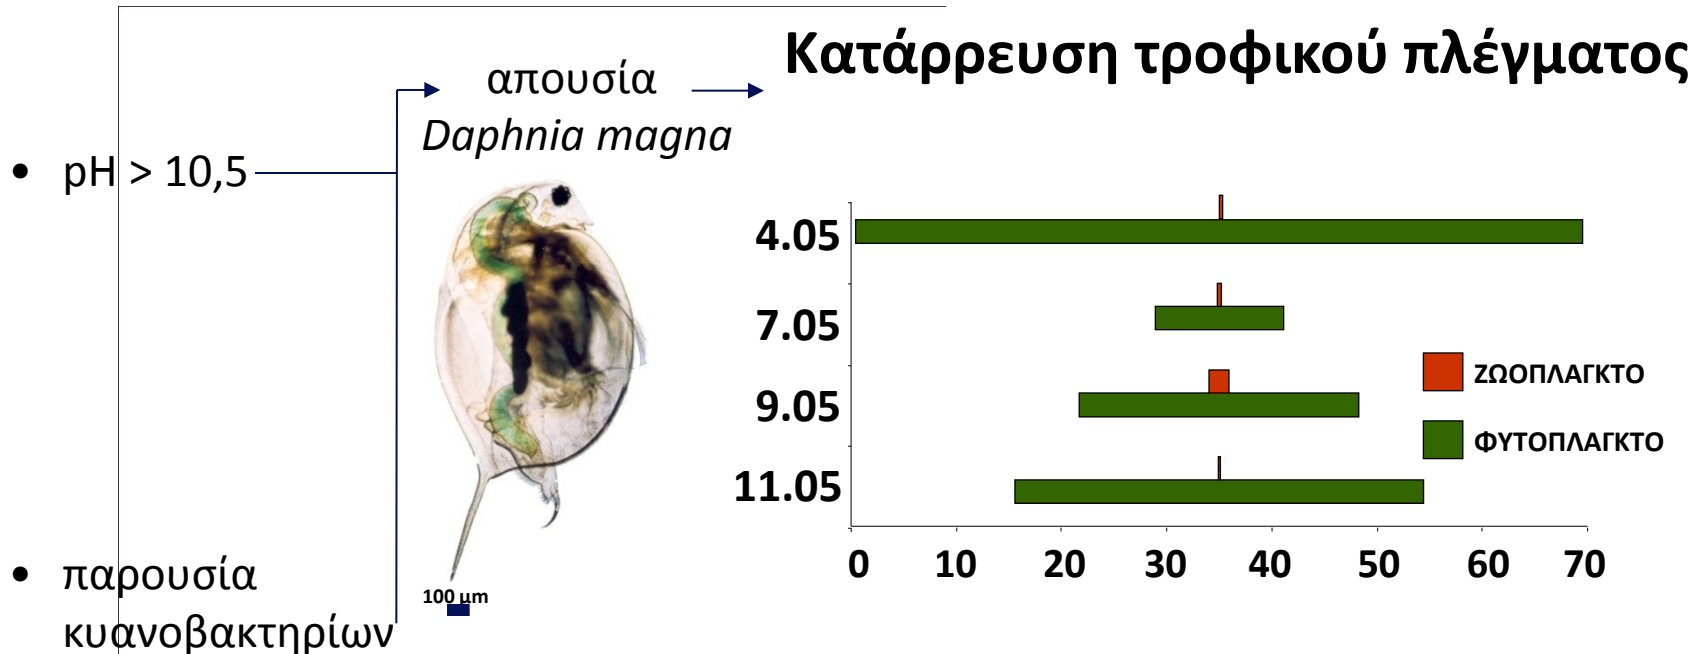 Κατάρρευση τροφικού πλέγματος
απουσία
Daphnia magna
• pH > 10,5
4.05
7.05
9.05
11.05
ΖΩΟΠΛΑΓΚΤΟ
ΦΥΤΟΠΛΑΓΚΤΟ
0 10 20 30 40 50 60 70
100 μm
• παρουσία
κυανοβακτηρίων